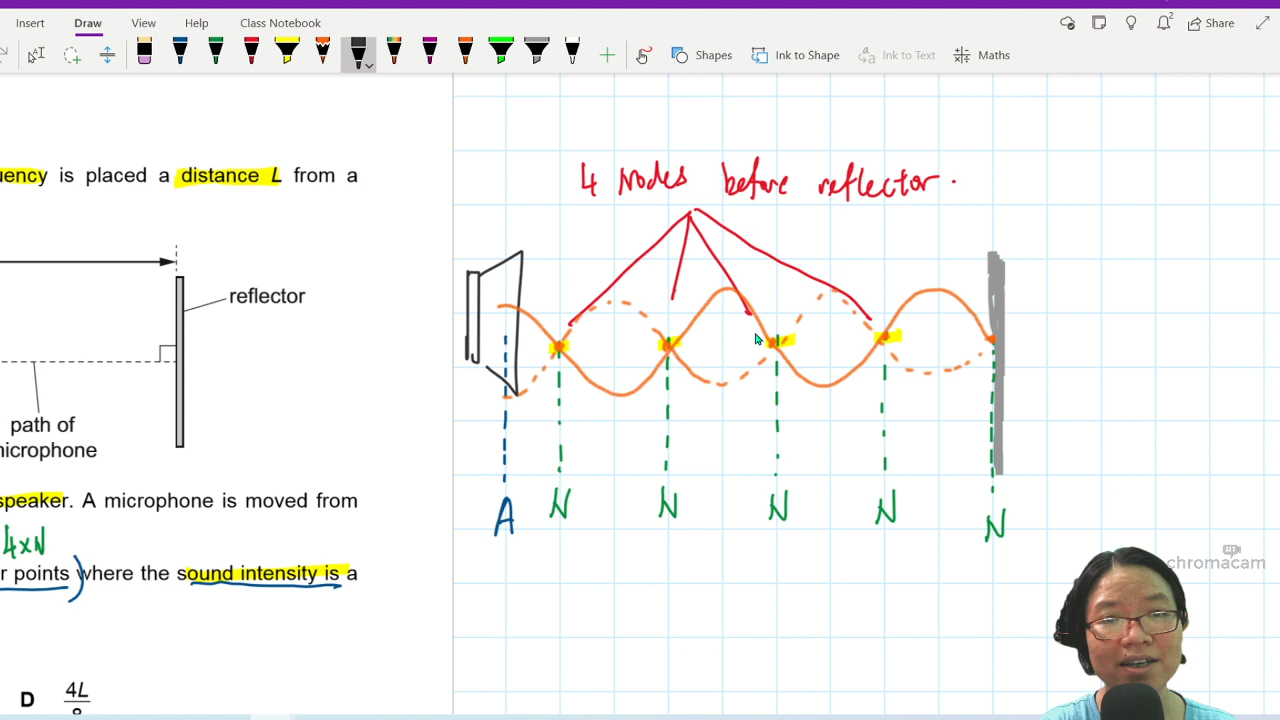 Insert Draw View Help Class Notebook
2 Share
Shapes Ink to Shape Ink to Text Maths
uency is placed a distance L from a
4 Nodes before reflector.
reflector
path of
microphone
speaker. A microphone is moved from
4xN
r points) where the sound intensity is a
A N N N N N
chromacam
D 4L